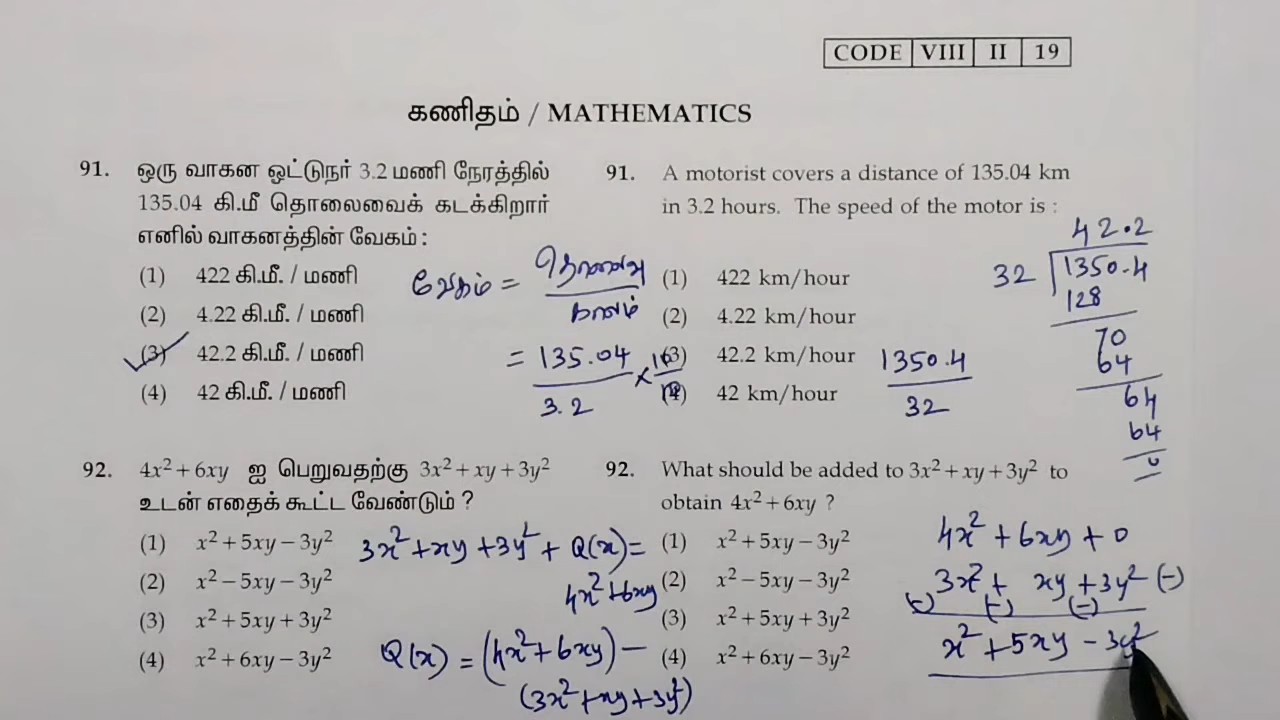 CODE VIII II 19
கணிதம் / MATHEMATICS
91. ஒரு வாகன ஓட்டுநர் 3.2 மணி நேரத்தில்
135.04 கி.மீ தொலைவைக் கடக்கிறார்
எனில் வாகனத்தின் வேகம் :
(1) 422 கி.மீ. / மணி
(2) 4.22 கி.மீ. / மணி
(3) 42.2 கி.மீ. / மணி
(4) 42 கி.மீ. / மணி
வேகம் = தொலைவு
காலம்
= 135.04
3.2
× 10
10
91. A motorist covers a distance of 135.04 km
in 3.2 hours. The speed of the motor is :
(1) 422 km/hour
(2) 4.22 km/hour
(3) 42.2 km/hour
(4) 42 km/hour
1350.4
32
42.2
32 1350.4
128
70
64
64
64
0
92. 4x² + 6xy ஐ பெறுவதற்கு 3x² + xy + 3y²
உடன் எதைக் கூட்ட வேண்டும் ?
(1) x² + 5xy − 3y²
(2) x² − 5xy − 3y²
(3) x² + 5xy + 3y²
(4) x² + 6xy − 3y²
3x² + xy + 3y² + Q(x) =
4x² + 6xy
Q(x) = (4x² + 6xy) −
(3x² + xy + 3y²)
92. What should be added to 3x² + xy + 3y² to
obtain 4x² + 6xy ?
(1) x² + 5xy − 3y²
(2) x² − 5xy − 3y²
(3) x² + 5xy + 3y²
(4) x² + 6xy − 3y²
4x² + 6xy + 0
3x² + xy + 3y² (−)
(−) (−) (−)
x² + 5xy − 3y²